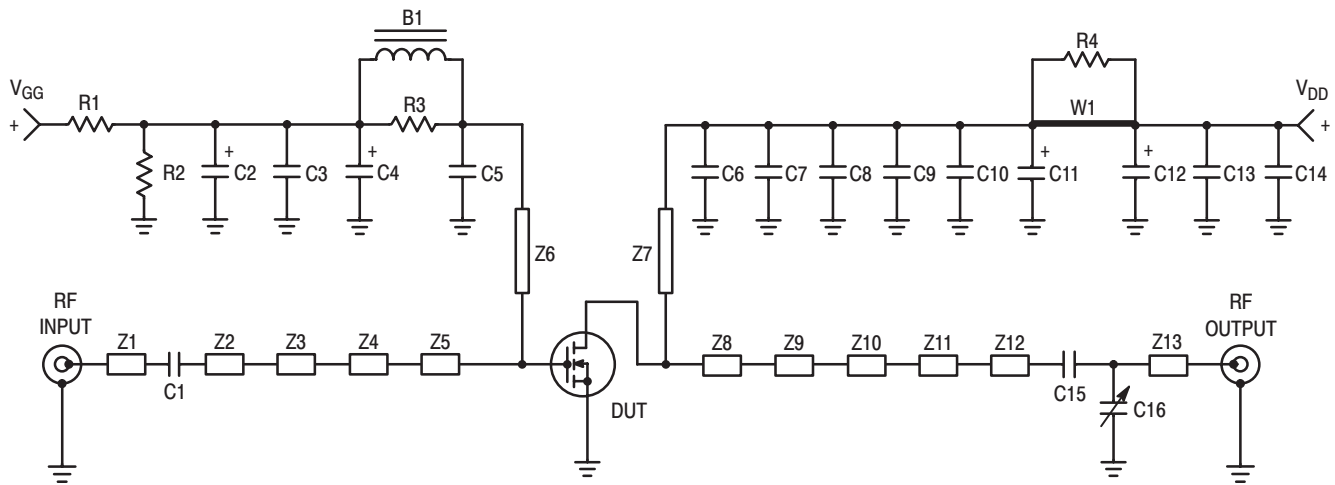 B1
R4
VGG
R1
R3
VDD
+
W1
+
R2
+
C2
C3
+
C4
C5
C6
C7
C8
C9
C10
+
C11
+
C12
C13
C14
Z6
Z7
RF
INPUT
RF
OUTPUT
Z1
Z2
Z3
Z4
Z5
Z8
Z9
Z10
Z11
Z12
Z13
C1
DUT
C15
C16